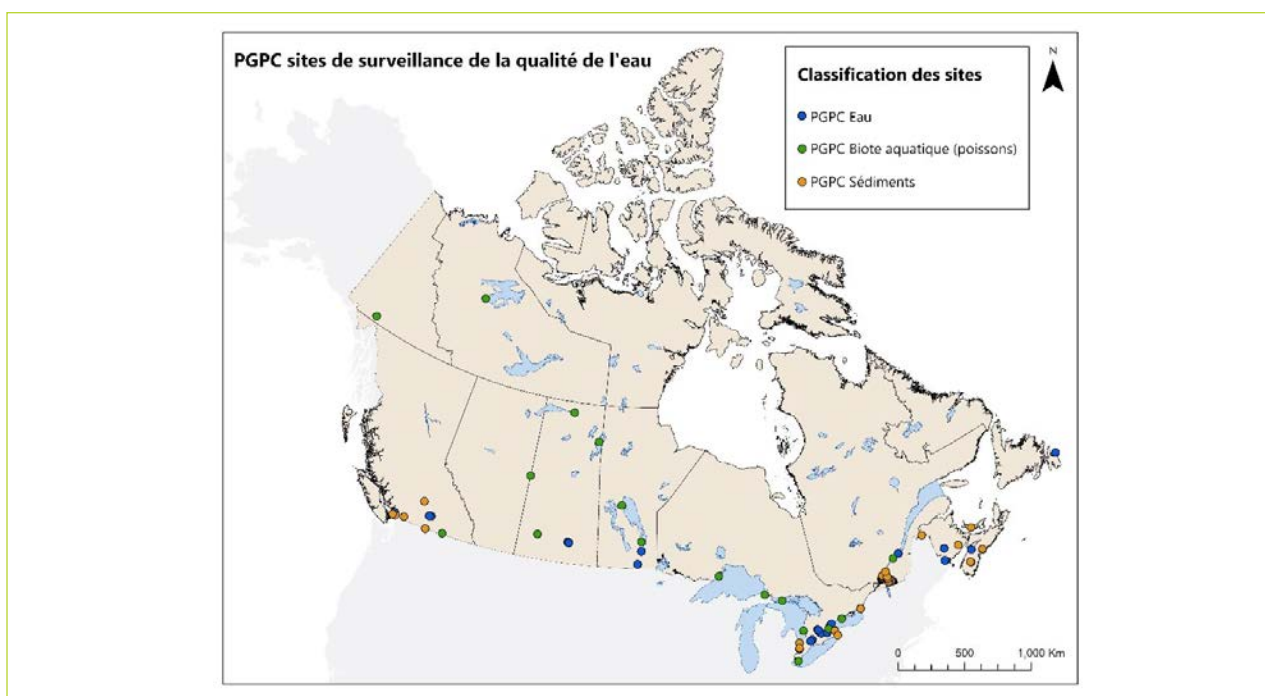 PGPC sites de surveillance de la qualité de l'eau
Classification des sites
PGPC Eau
PGPC Biote aquatique (poissons)
PGPC Sédiments
N
0 500 1,000 Km